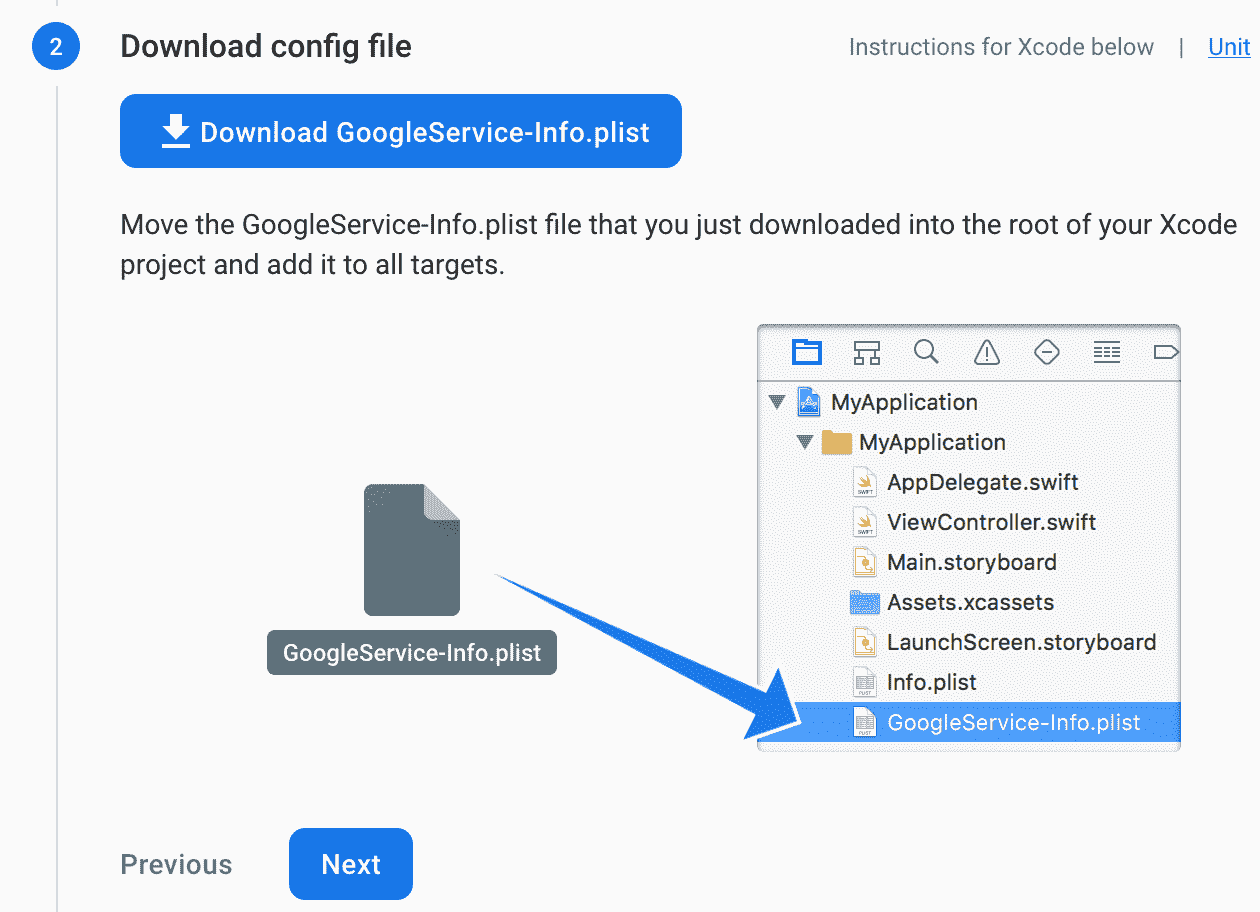 2
Download config file
Instructions for Xcode below | Unit
Download GoogleService-Info.plist
Move the GoogleService-Info.plist file that you just downloaded into the root of your Xcode
project and add it to all targets.
GoogleService-Info.plist
MyApplication
MyApplication
AppDelegate.swift
ViewController.swift
Main.storyboard
Assets.xcassets
LaunchScreen.storyboard
Info.plist
GoogleService-Info.plist
Previous
Next